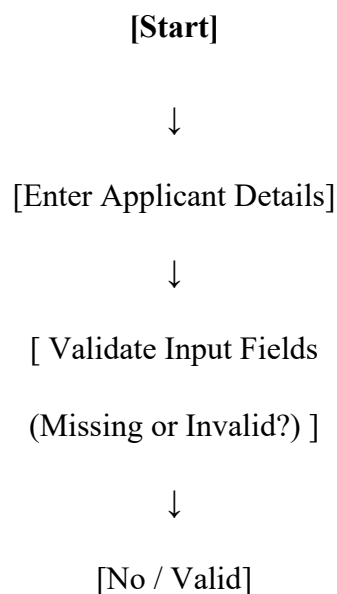 [Start]
↓
[Enter Applicant Details]
↓
[ Validate Input Fields
(Missing or Invalid?) ]
↓
[No / Valid]